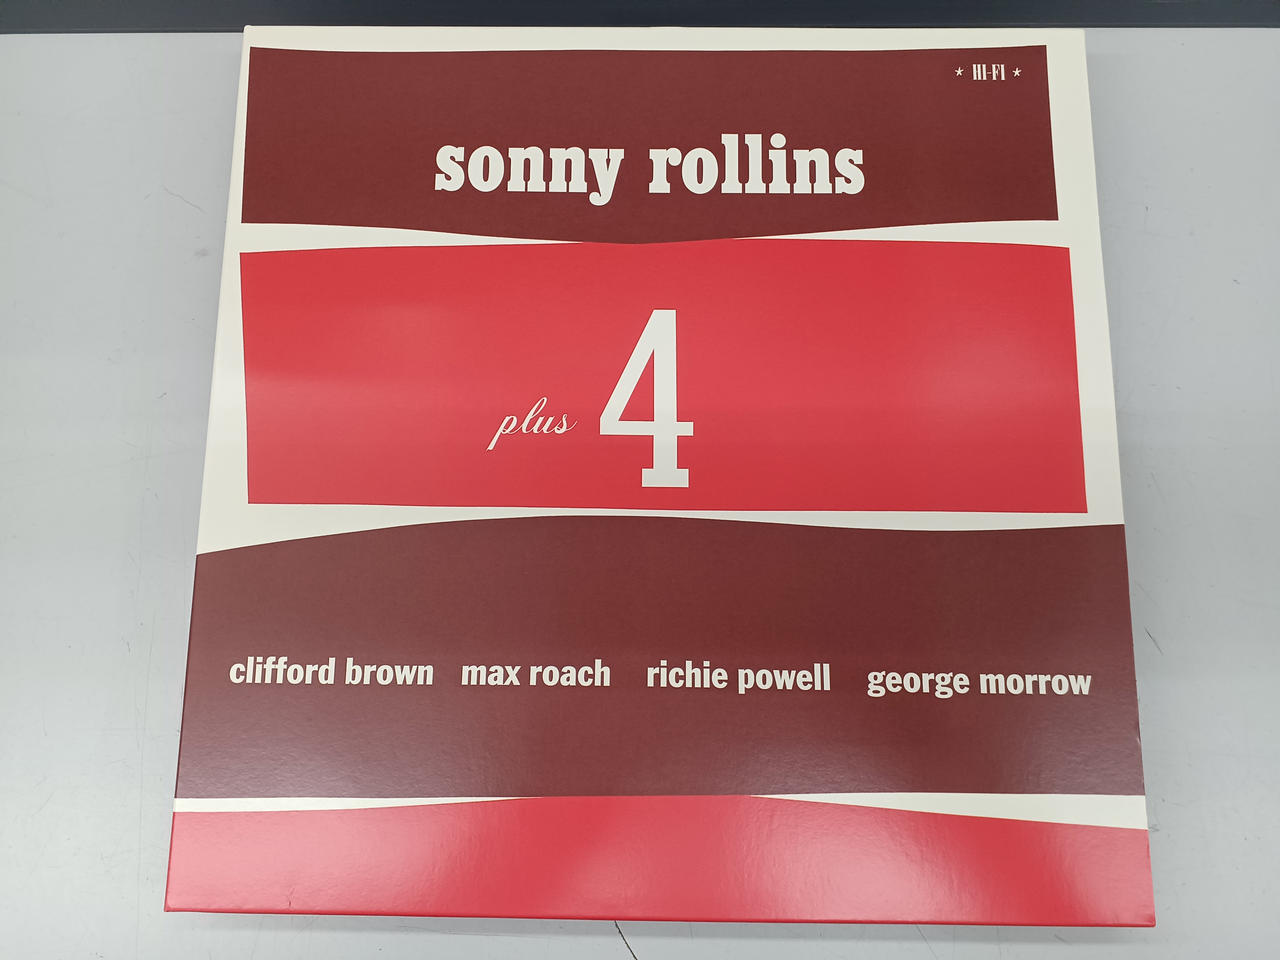 * HI-FI *
sonny rollins
plus 4
clifford brown max roach richie powell george morrow